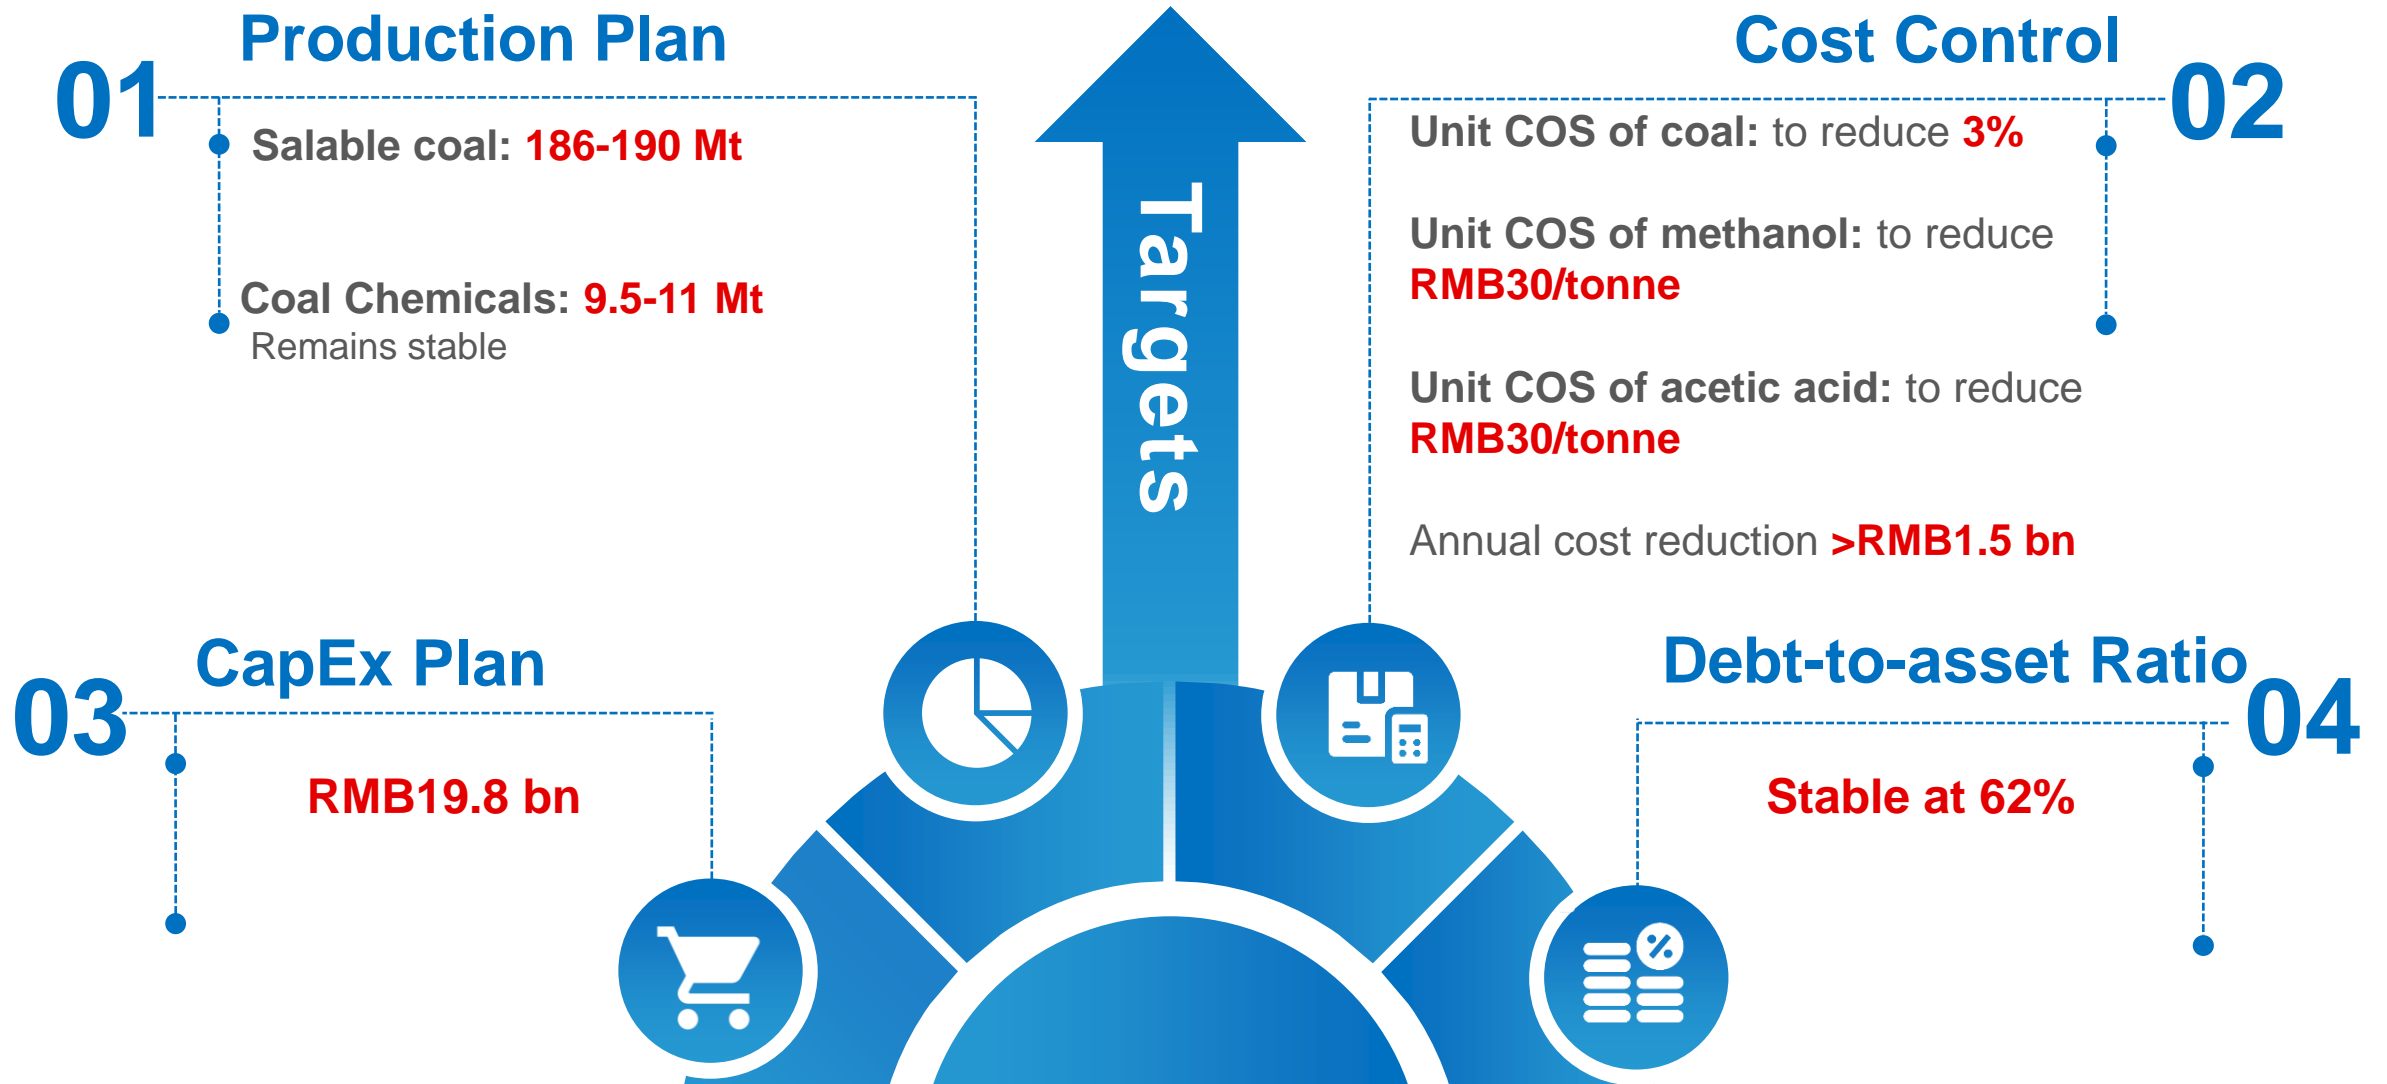 01
Production Plan
Salable coal: 186-190 Mt
Coal Chemicals: 9.5-11 Mt
Remains stable
Targets
Cost Control
02
Unit COS of coal: to reduce 3%
Unit COS of methanol: to reduce
RMB30/tonne
Unit COS of acetic acid: to reduce
RMB30/tonne
Annual cost reduction >RMB1.5 bn
03
CapEx Plan
RMB19.8 bn
Debt-to-asset Ratio
04
Stable at 62%
%